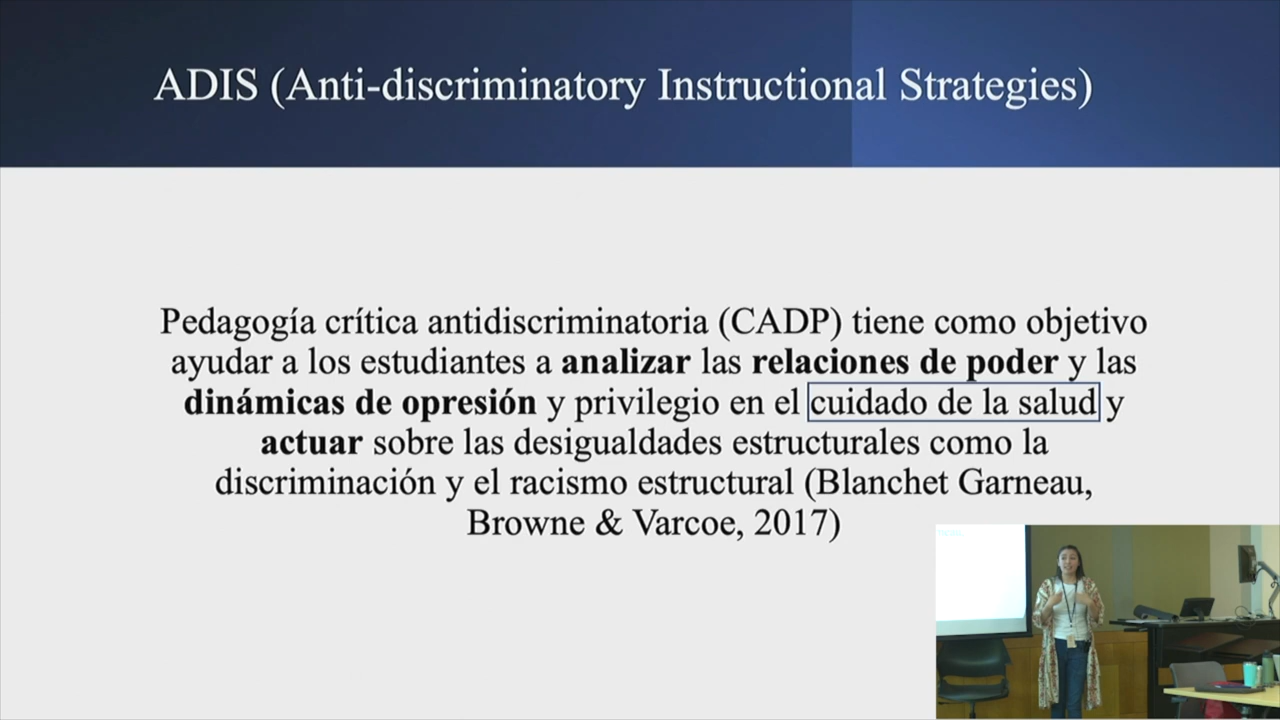 ADIS (Anti-discriminatory Instructional Strategies)
Pedagogía crítica antidiscriminatoria (CADP) tiene como objetivo
ayudar a los estudiantes a analizar las relaciones de poder y las
dinámicas de opresión y privilegio en el cuidado de la salud y
actuar sobre las desigualdades estructurales como la
discriminación y el racismo estructural (Blanchet Garneau,
Browne & Varcoe, 2017)